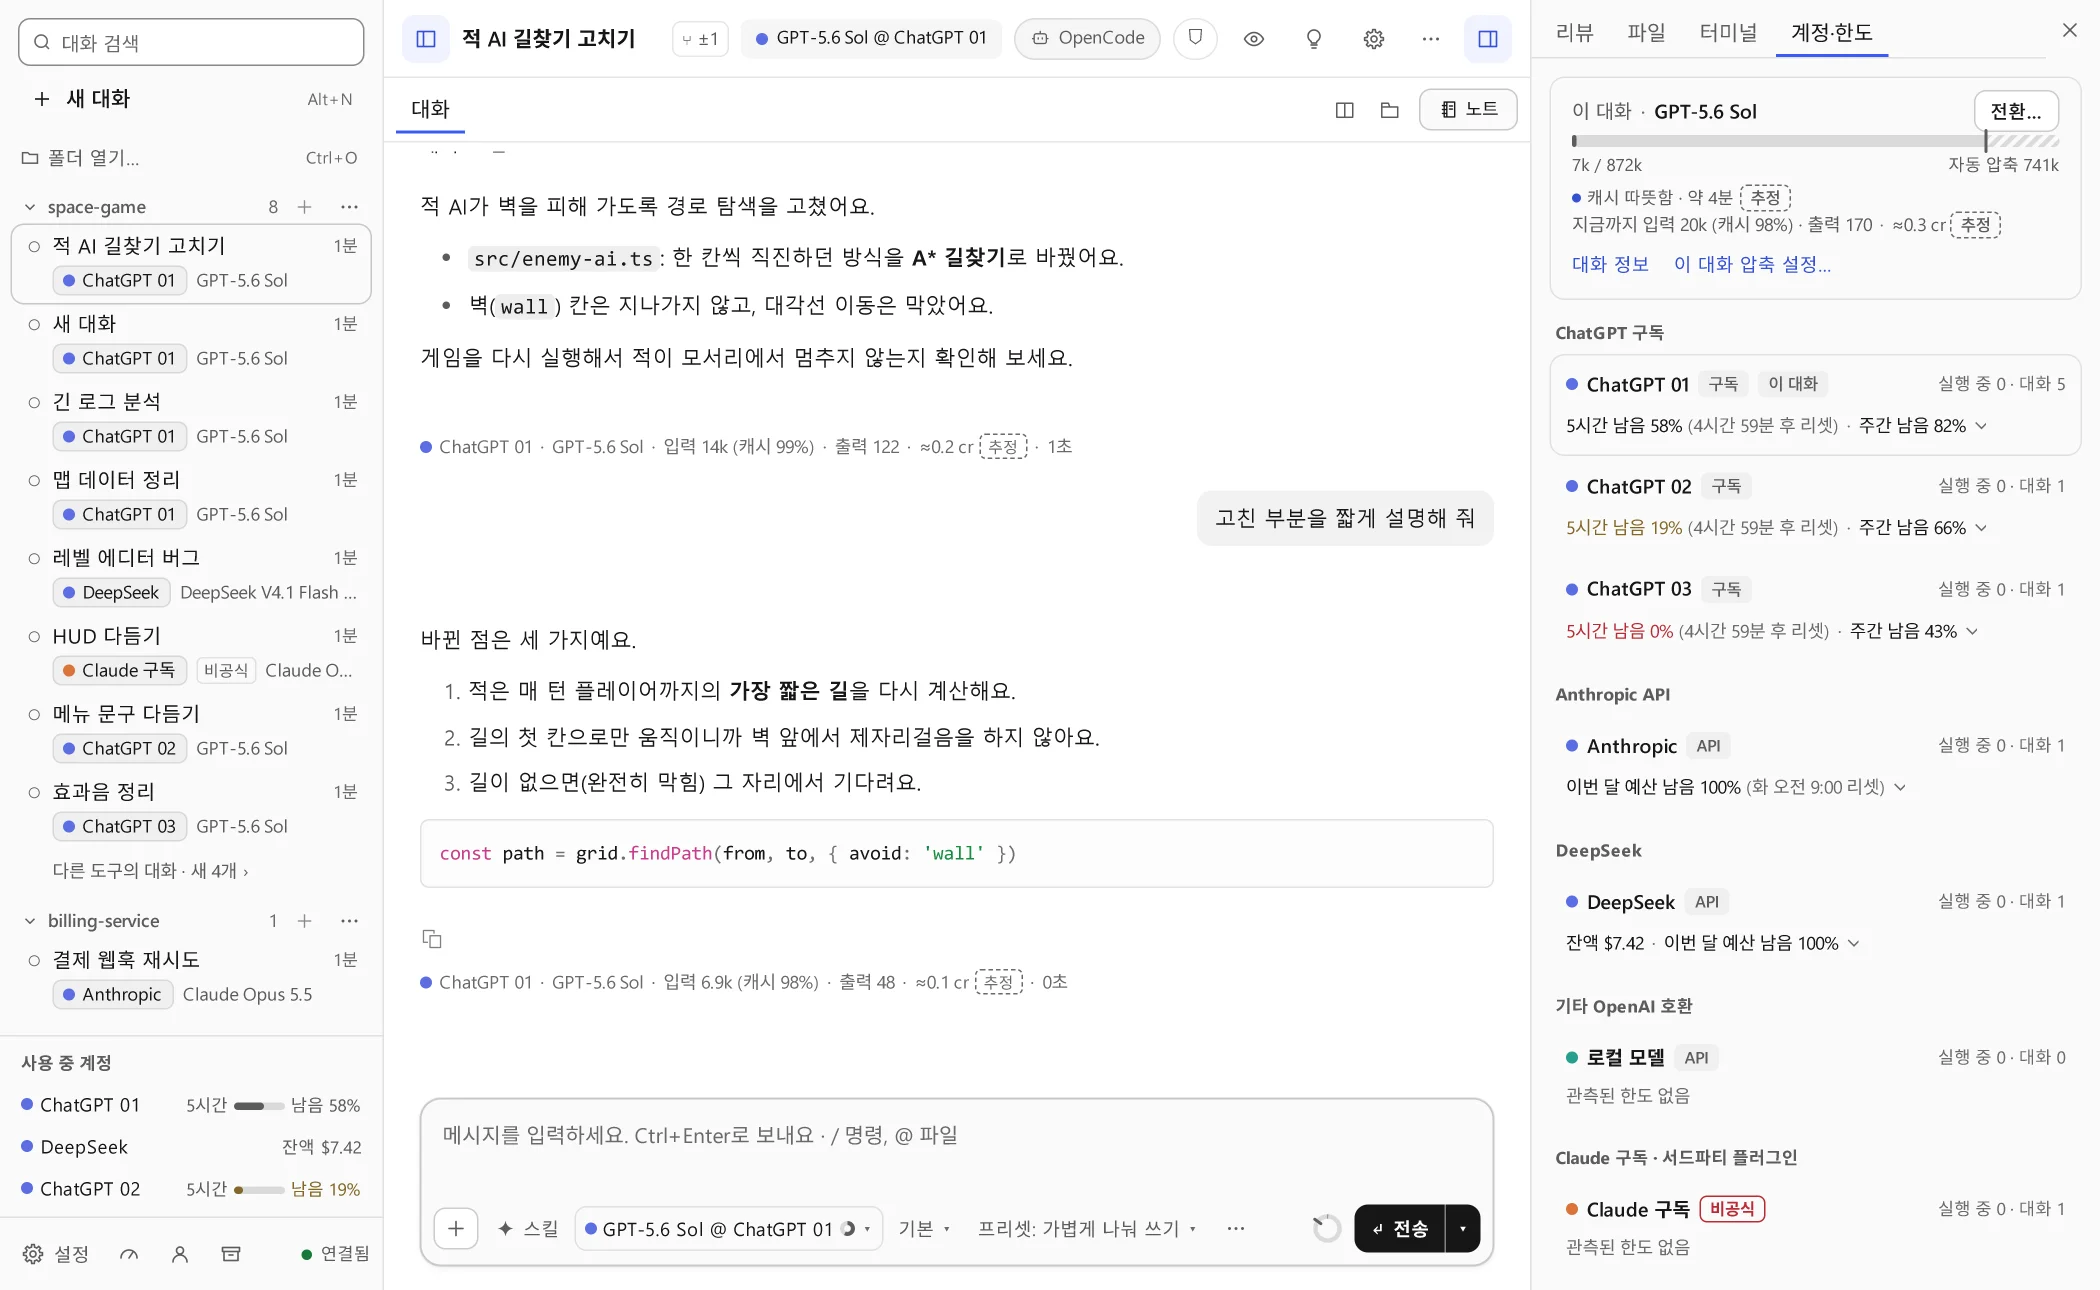 대화 검색
새 대화 Alt+N
폴더 열기... Ctrl+O
space-game 8
적 AI 길찾기 고치기 1분
ChatGPT 01 GPT-5.6 Sol
새 대화 1분
ChatGPT 01 GPT-5.6 Sol
긴 로그 분석 1분
ChatGPT 01 GPT-5.6 Sol
맵 데이터 정리 1분
ChatGPT 01 GPT-5.6 Sol
레벨 에디터 버그 1분
DeepSeek DeepSeek V4.1 Flash ...
HUD 다듬기 1분
Claude 구독 비공식 Claude O...
메뉴 문구 다듬기 1분
ChatGPT 02 GPT-5.6 Sol
효과음 정리 1분
ChatGPT 03 GPT-5.6 Sol
다른 도구의 대화 · 새 4개 ›
billing-service 1
결제 웹훅 재시도 1분
Anthropic Claude Opus 5.5
사용 중 계정
ChatGPT 01 5시간 남음 58%
DeepSeek 잔액 $7.42
ChatGPT 02 5시간 남음 19%
설정 연결됨
적 AI 길찾기 고치기 ±1 GPT-5.6 Sol @ ChatGPT 01 OpenCode
대화 노트
적 AI가 벽을 피해 가도록 경로 탐색을 고쳤어요.
• src/enemy-ai.ts: 한 칸씩 직진하던 방식을 A* 길찾기로 바꿨어요.
• 벽(wall) 칸은 지나가지 않고, 대각선 이동은 막았어요.
게임을 다시 실행해서 적이 모서리에서 멈추지 않는지 확인해 보세요.
ChatGPT 01 · GPT-5.6 Sol · 입력 14k (캐시 99%) · 출력 122 · ≈0.2 cr 추정 · 1초
고친 부분을 짧게 설명해 줘
바뀐 점은 세 가지예요.
1. 적은 매 턴 플레이어까지의 가장 짧은 길을 다시 계산해요.
2. 길의 첫 칸으로만 움직이니까 벽 앞에서 제자리걸음을 하지 않아요.
3. 길이 없으면(완전히 막힘) 그 자리에서 기다려요.
const path = grid.findPath(from, to, { avoid: 'wall' })
ChatGPT 01 · GPT-5.6 Sol · 입력 6.9k (캐시 98%) · 출력 48 · ≈0.1 cr 추정 · 0초
메시지를 입력하세요. Ctrl+Enter로 보내요 · / 명령, @ 파일
스킬 GPT-5.6 Sol @ ChatGPT 01 기본 프리셋: 가볍게 나눠 쓰기 ... 전송
리뷰 파일 터미널 계정·한도
이 대화 · GPT-5.6 Sol 전환...
7k / 872k 자동 압축 741k
캐시 따뜻함 · 약 4분 추정
지금까지 입력 20k (캐시 98%) · 출력 170 · ≈0.3 cr 추정
대화 정보 이 대화 압축 설정...
ChatGPT 구독
ChatGPT 01 구독 이 대화 실행 중 0 · 대화 5
5시간 남음 58% (4시간 59분 후 리셋) · 주간 남음 82%
ChatGPT 02 구독 실행 중 0 · 대화 1
5시간 남음 19% (4시간 59분 후 리셋) · 주간 남음 66%
ChatGPT 03 구독 실행 중 0 · 대화 1
5시간 남음 0% (4시간 59분 후 리셋) · 주간 남음 43%
Anthropic API
Anthropic API 실행 중 0 · 대화 1
이번 달 예산 남음 100% (화 오전 9:00 리셋)
DeepSeek
DeepSeek API 실행 중 0 · 대화 1
잔액 $7.42 · 이번 달 예산 남음 100%
기타 OpenAI 호환
로컬 모델 API 실행 중 0 · 대화 0
관측된 한도 없음
Claude 구독 · 서드파티 플러그인
Claude 구독 비공식 실행 중 0 · 대화 1
관측된 한도 없음